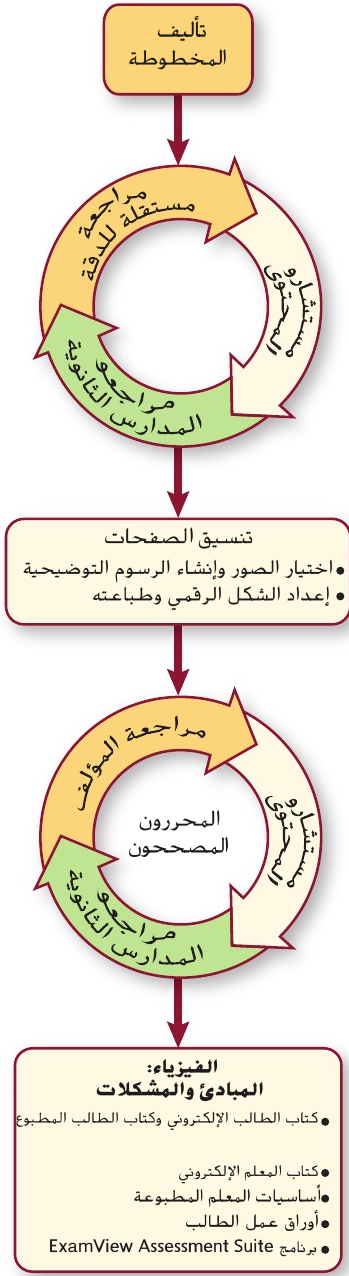 تأليف
المخطوطة
مراجعة
مستقلة للدقة
مستشارو
المحتوى
مراجعو
المدارس الثانوية
تنسيق الصفحات
• اختيار الصور وإنشاء الرسوم التوضيحية
• إعداد الشكل الرقمي وطباعته
مراجعة المؤلف
مستشارو
المحتوى
المحررون
المصححون
مراجعو
المدارس الثانوية
الفيزياء:
المبادئ والمشكلات
• كتاب الطالب الإلكتروني وكتاب الطالب المطبوع
• كتاب المعلم الإلكتروني
• أساسيات المعلم المطبوعة
• أوراق عمل الطالب
• برنامج ExamView Assessment Suite